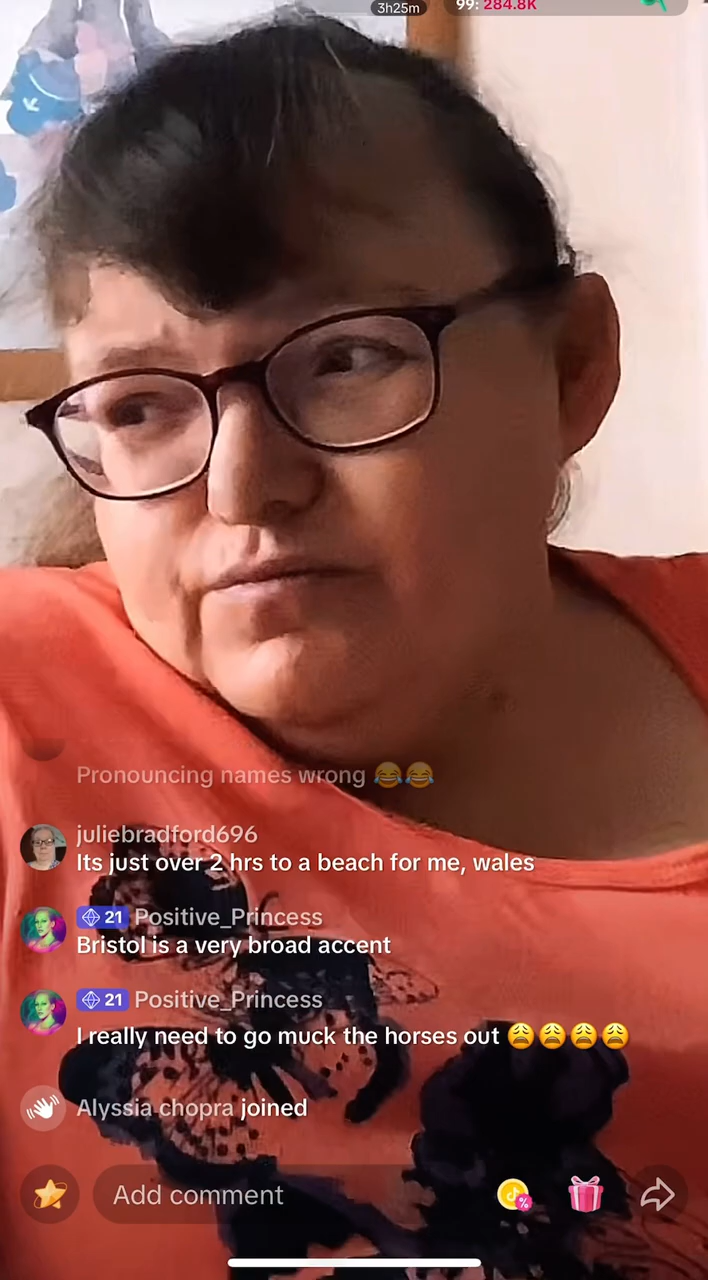 3h25m
99: 284.8K
Pronouncing names wrong 😂😂
juliebradford696
Its just over 2 hrs to a beach for me, wales
21 Positive_Princess
Bristol is a very broad accent
21 Positive_Princess
I really need to go muck the horses out 😩😩😩😩
Alyssia chopra joined
Add comment